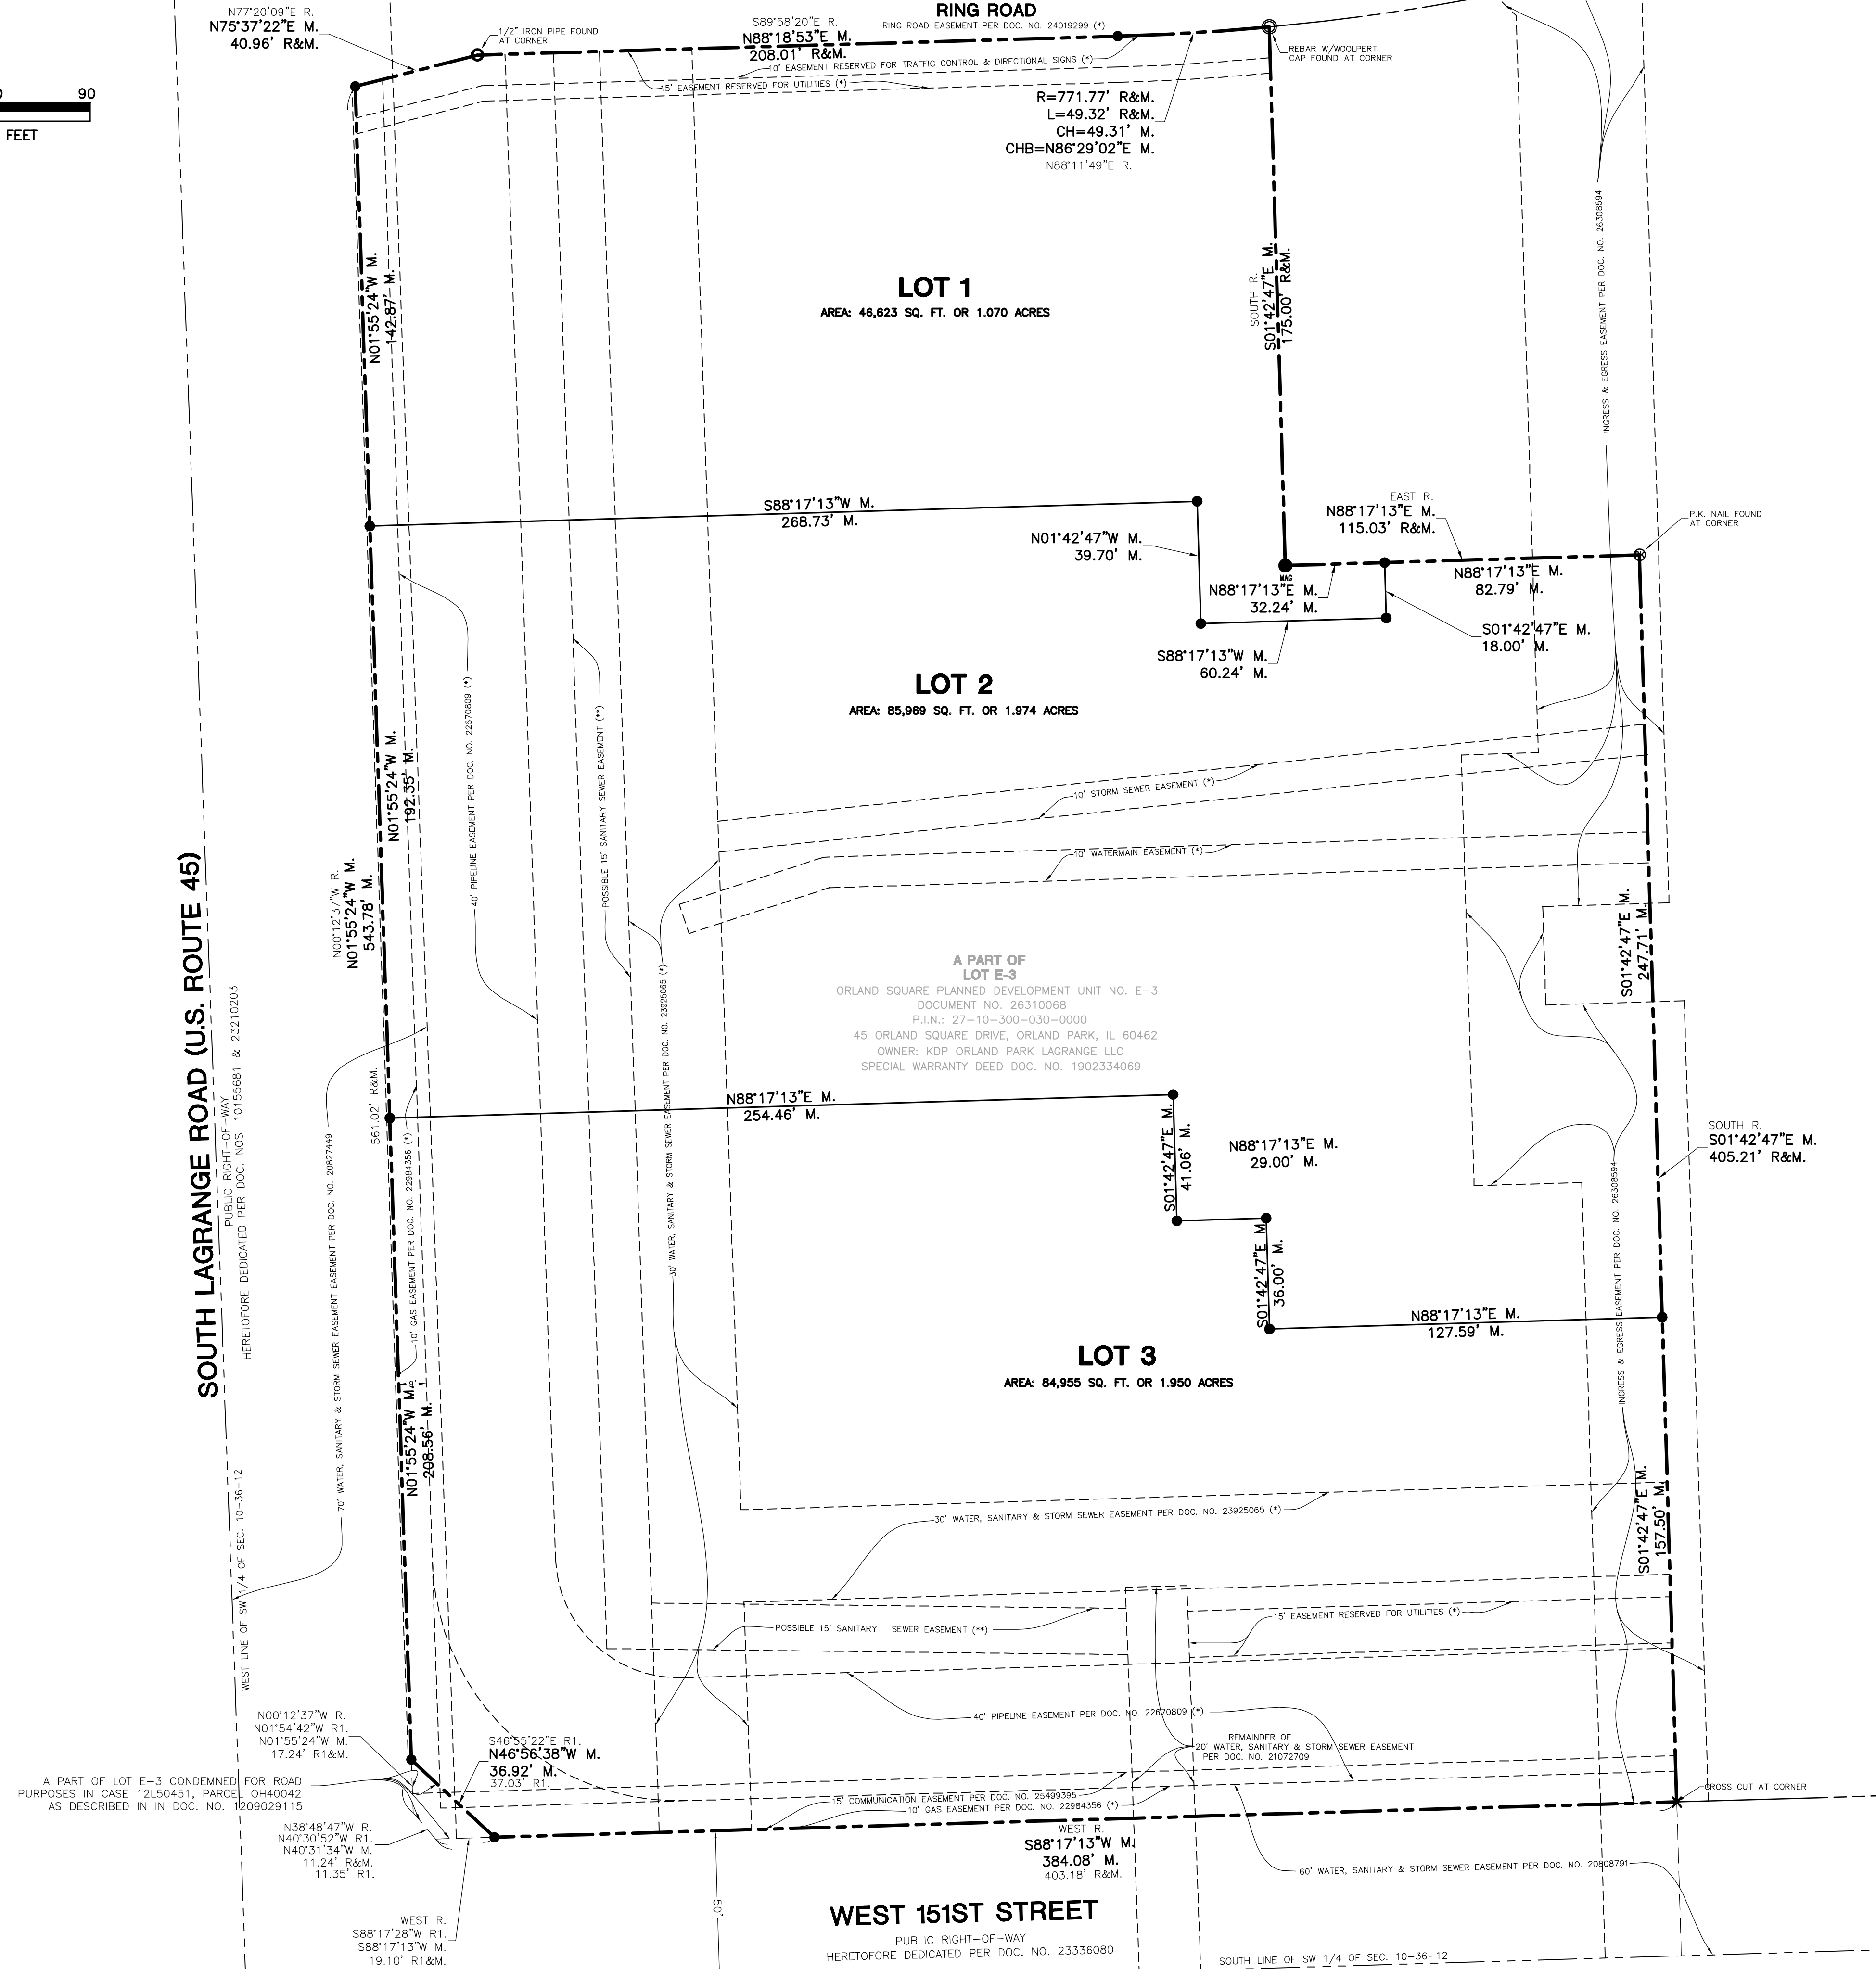 N77°20'09"E R.
N75°37'22"E M.
40.96' R&M.
1/2" IRON PIPE FOUND
AT CORNER
S89°58'20"E R.
N88°18'53"E M.
208.01' R&M.
RING ROAD
RING ROAD EASEMENT PER DOC. NO. 24019299 (*)
REBAR W/WOOLPERT
CAP FOUND AT CORNER
90
FEET
10' EASEMENT RESERVED FOR TRAFFIC CONTROL & DIRECTIONAL SIGNS (*)
15' EASEMENT RESERVED FOR UTILITIES (*)
R=771.77' R&M.
L=49.32' R&M.
CH=49.31' M.
CHB=N86°29'02"E M.
N88°11'49"E R.
INGRESS & EGRESS EASEMENT PER DOC. NO. 26308594
N01°55'24"W M.
142.87' M.
LOT 1
AREA: 46,623 SQ. FT. OR 1.070 ACRES
SOUTH R.
S01°42'47"E M.
175.00' R&M.
S88°17'13"W M.
268.73' M.
N01°42'47"W M.
39.70' M.
EAST R.
N88°17'13"E M.
115.03' R&M.
P.K. NAIL FOUND
AT CORNER
MAG
N88°17'13"E M.
32.24' M.
N88°17'13"E M.
82.79' M.
S01°42'47"E M.
18.00' M.
S88°17'13"W M.
60.24' M.
LOT 2
AREA: 85,969 SQ. FT. OR 1.974 ACRES
40' PIPELINE EASEMENT PER DOC. NO. 22670809 (*)
POSSIBLE 15' SANITARY SEWER EASEMENT (**)
N01°55'24"W M.
192.35' M.
10' STORM SEWER EASEMENT (*)
10' WATERMAIN EASEMENT (*)
SOUTH LAGRANGE ROAD (U.S. ROUTE 45)
PUBLIC RIGHT-OF-WAY
HERETOFORE DEDICATED PER DOC. NOS. 10155681 & 23210203
N00°12'37"W R.
N01°55'24"W M.
543.78' M.
561.02' R&M.
A PART OF
LOT E-3
ORLAND SQUARE PLANNED DEVELOPMENT UNIT NO. E-3
DOCUMENT NO. 26310068
P.I.N.: 27-10-300-030-0000
45 ORLAND SQUARE DRIVE, ORLAND PARK, IL 60462
OWNER: KDP ORLAND PARK LAGRANGE LLC
SPECIAL WARRANTY DEED DOC. NO. 1902334069
S01°42'47"E M.
247.71' M.
30' WATER, SANITARY & STORM SEWER EASEMENT PER DOC. NO. 23925065 (*)
70' WATER, SANITARY & STORM SEWER EASEMENT PER DOC. NO. 20827449
10' GAS EASEMENT PER DOC. NO. 22984356 (*)
N88°17'13"E M.
254.46' M.
S01°42'47"E M.
41.06' M.
N88°17'13"E M.
29.00' M.
SOUTH R.
S01°42'47"E M.
405.21' R&M.
S01°42'47"E M.
36.00' M.
N88°17'13"E M.
127.59' M.
INGRESS & EGRESS EASEMENT PER DOC. NO. 26308594
LOT 3
AREA: 84,955 SQ. FT. OR 1.950 ACRES
N01°55'24"W M.
208.56' M.
WEST LINE OF SW 1/4 OF SEC. 10-36-12
S01°42'47"E M.
157.50' M.
30' WATER, SANITARY & STORM SEWER EASEMENT PER DOC. NO. 23925065 (*)
15' EASEMENT RESERVED FOR UTILITIES (*)
POSSIBLE 15' SANITARY SEWER EASEMENT (**)
40' PIPELINE EASEMENT PER DOC. NO. 22670809 (*)
REMAINDER OF
20' WATER, SANITARY & STORM SEWER EASEMENT
PER DOC. NO. 21072709
N00°12'37"W R.
N01°54'42"W R1.
N01°55'24"W M.
17.24' R1&M.
S46°55'22"E R1.
N46°56'38"W M.
36.92' M.
37.03' R1.
A PART OF LOT E-3 CONDEMNED FOR ROAD
PURPOSES IN CASE 12L50451, PARCEL OH40042
AS DESCRIBED IN IN DOC. NO. 1209029115
CROSS CUT AT CORNER
15' COMMUNICATION EASEMENT PER DOC. NO. 25499395
10' GAS EASEMENT PER DOC. NO. 22984356 (*)
N38°48'47"W R.
N40°30'52"W R1.
N40°31'34"W M.
11.24' R&M.
11.35' R1.
WEST R.
S88°17'13"W M.
384.08' M.
403.18' R&M.
60' WATER, SANITARY & STORM SEWER EASEMENT PER DOC. NO. 20808791
50'
WEST R.
S88°17'28"W R1.
S88°17'13"W M.
19.10' R1&M.
WEST 151ST STREET
PUBLIC RIGHT-OF-WAY
HERETOFORE DEDICATED PER DOC. NO. 23336080
SOUTH LINE OF SW 1/4 OF SEC. 10-36-12